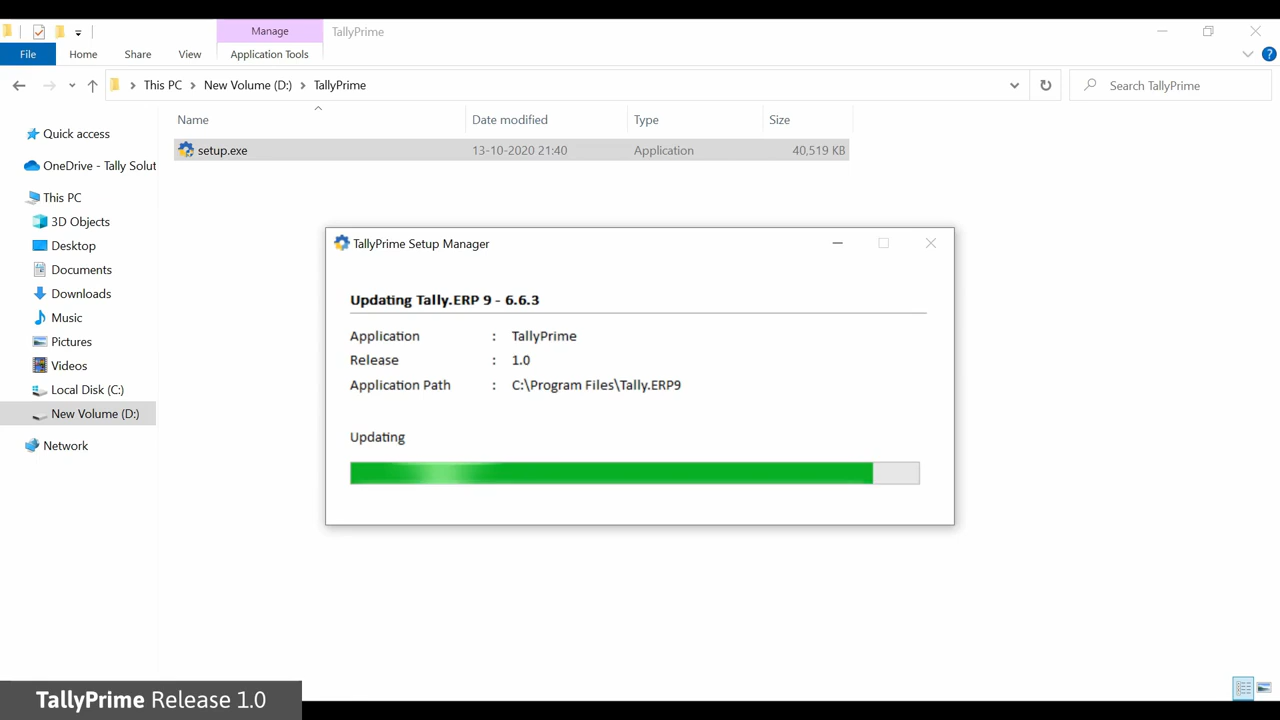 Manage
TallyPrime
File
Home
Share
View
Application Tools
This PC
New Volume (D:)
TallyPrime
Search TallyPrime
Name
Date modified
Type
Size
setup.exe
13-10-2020 21:40
Application
40,519 KB
Quick access
OneDrive - Tally Solut
This PC
3D Objects
Desktop
Documents
Downloads
Music
Pictures
Videos
Local Disk (C:)
New Volume (D:)
Network
TallyPrime Setup Manager
Updating Tally.ERP 9 - 6.6.3
Application : TallyPrime
Release : 1.0
Application Path : C:\Program Files\Tally.ERP9
Updating
TallyPrime Release 1.0